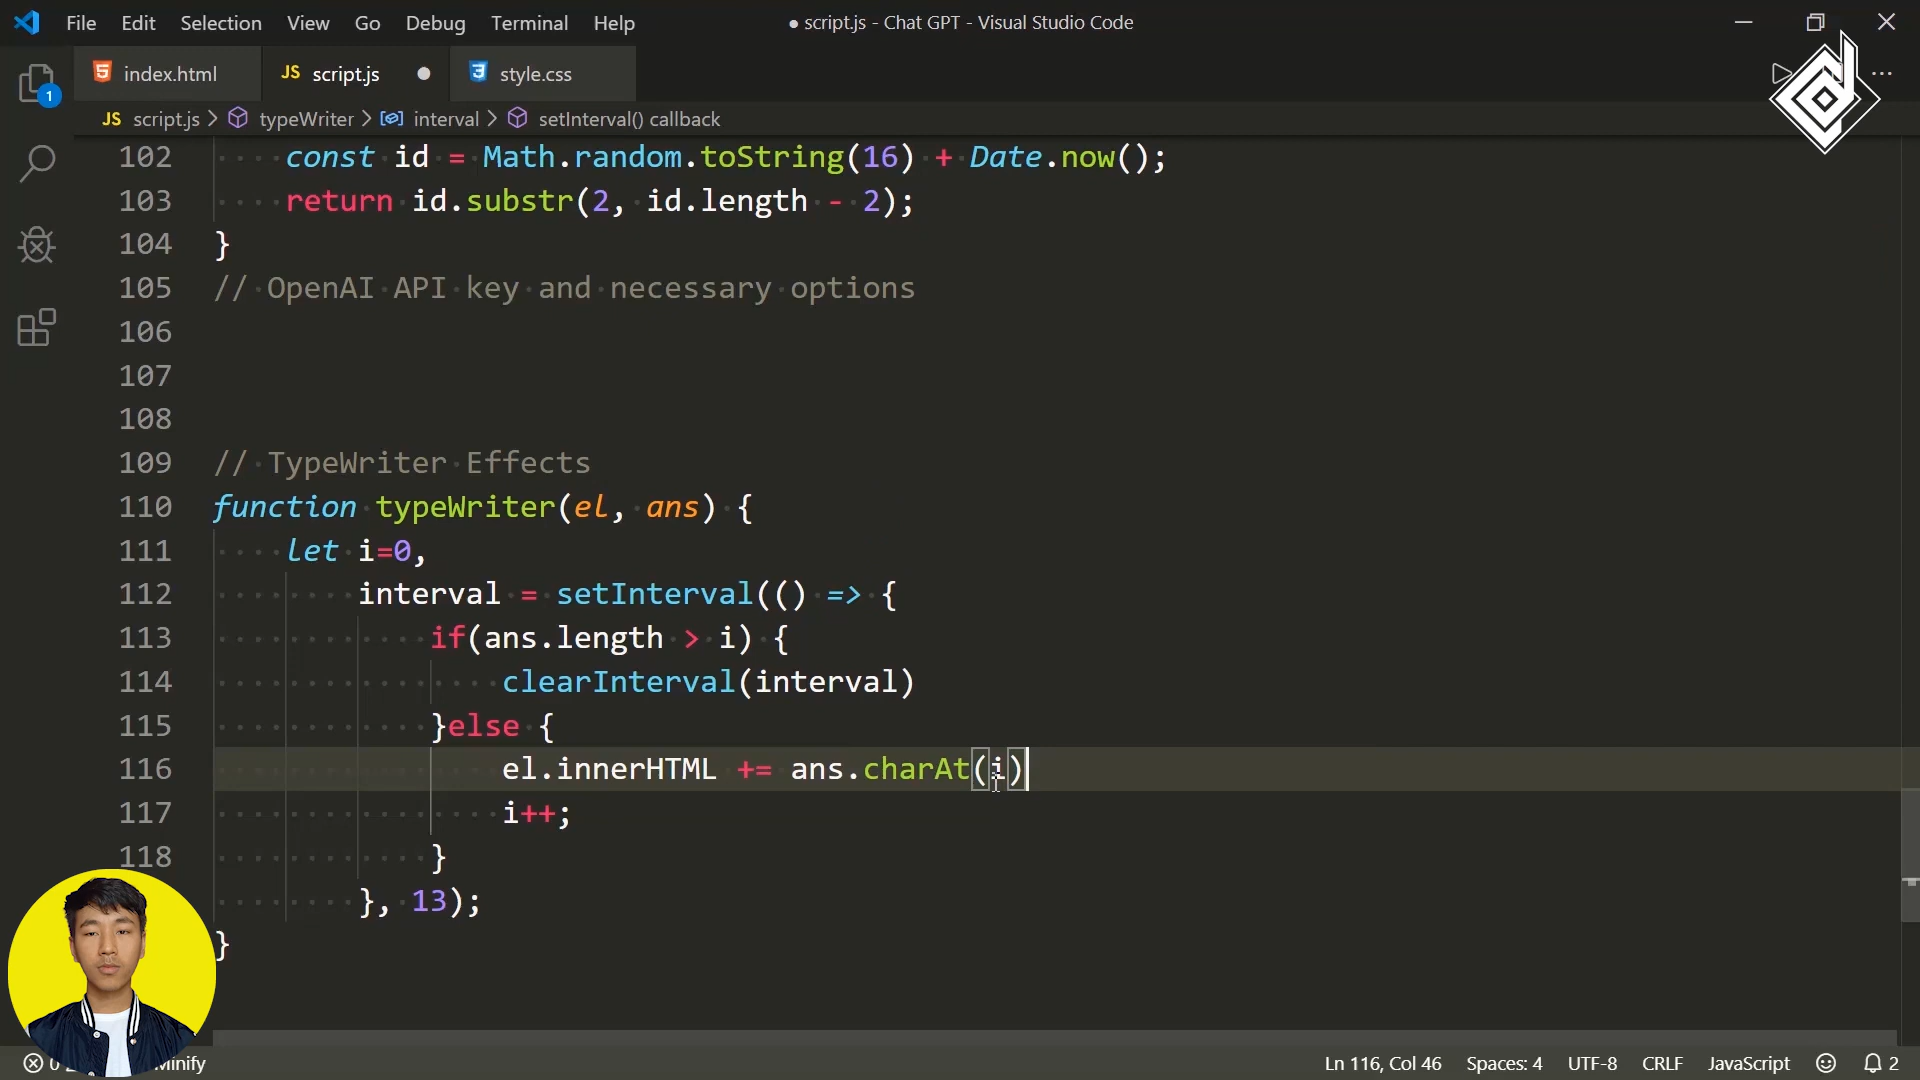 File Edit Selection View Go Debug Terminal Help ● script.js - Chat GPT - Visual Studio Code
index.html JS script.js ● style.css
1
JS script.js > typeWriter > interval > setInterval() callback
102 const id = Math.random.toString(16) + Date.now();
103 return id.substr(2, id.length - 2);
104 }
105 // OpenAI API key and necessary options
106
107
108
109 // TypeWriter Effects
110 function typeWriter(el, ans) {
111 let i=0,
112 interval = setInterval(() => {
113 if(ans.length > i) {
114 clearInterval(interval)
115 }else {
116 el.innerHTML += ans.charAt(i)
117 i++;
118 }
}, 13);
}
Minify Ln 116, Col 46 Spaces: 4 UTF-8 CRLF JavaScript 2